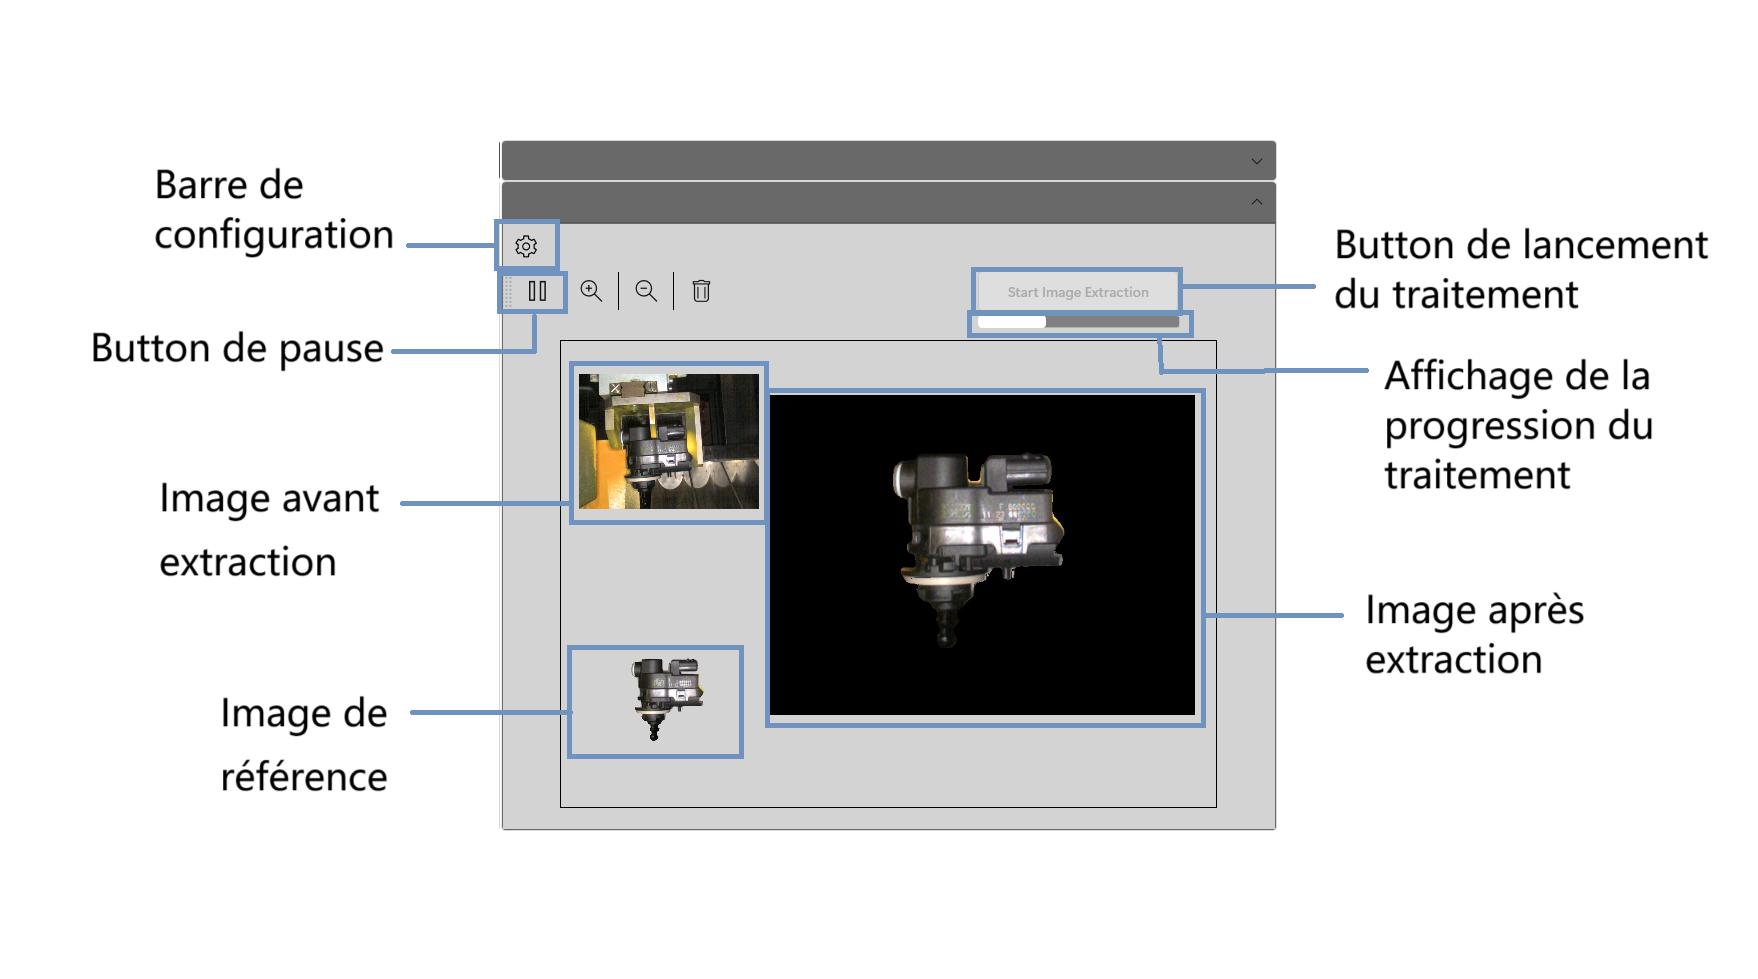 Barre de
configuration
Button de pause
Image avant
extraction
Image de
référence
Start Image Extraction
Button de lancement
du traitement
Affichage de la
progression du
traitement
Image après
extraction